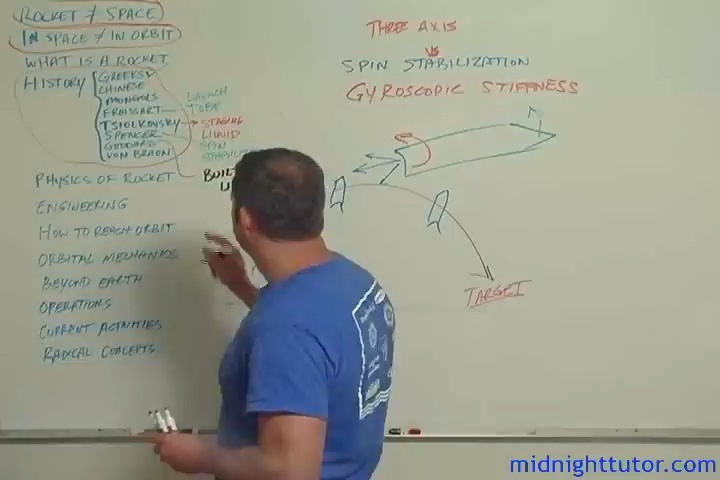 ROCKET ≠ SPACE
IN SPACE ≠ IN ORBIT
WHAT IS A ROCKET
HISTORY
GREEKS
CHINESE
MONGOLS
FROISSART
TSIOLKOVSKY
SPENCER
GODDARD
VON BRAUN
LAUNCH
TUBE
STAGING
LIQUID
SPIN
PHYSICS OF ROCKET
ENGINEERING
HOW TO REACH ORBIT
ORBITAL MECHANICS
BEYOND EARTH
OPERATIONS
CURRENT ACTIVITIES
RADICAL CONCEPTS
THREE AXIS
SPIN STABILIZATION
GYROSCOPIC STIFFNESS
TARGET
midnighttutor.com